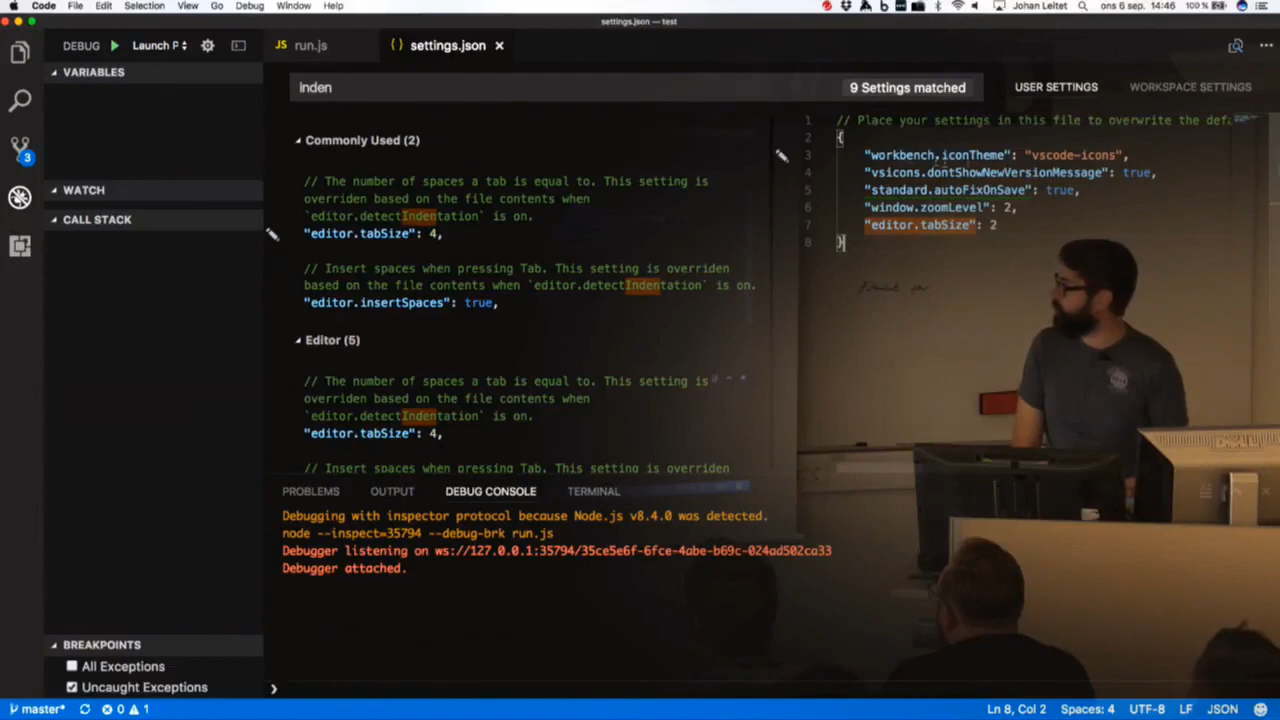 Code File Edit Selection View Go Debug Window Help
Johan Leitet
100 %
ons 6 sep. 14:46
settings.json — test
DEBUG
Launch P
run.js
{} settings.json ×
VARIABLES
WATCH
CALL STACK
3
Inden
9 Settings matched
USER SETTINGS
WORKSPACE SETTINGS
Commonly Used (2)
// The number of spaces a tab is equal to. This setting is
overriden based on the file contents when
`editor.detectIndentation` is on.
"editor.tabSize": 4,
// Insert spaces when pressing Tab. This setting is overriden
based on the file contents when `editor.detectIndentation` is on.
"editor.insertSpaces": true,
Editor (5)
// The number of spaces a tab is equal to. This setting is
overriden based on the file contents when
`editor.detectIndentation` is on.
"editor.tabSize": 4,
// Insert spaces when pressing Tab. This setting is overriden
1 // Place your settings in this file to overwrite the defa
2 {
3 "workbench.iconTheme": "vscode-icons",
4 "vsicons.dontShowNewVersionMessage": true,
5 "standard.autoFixOnSave": true,
6 "window.zoomLevel": 2,
7 "editor.tabSize": 2
8 }
PROBLEMS OUTPUT DEBUG CONSOLE TERMINAL
Debugging with inspector protocol because Node.js v8.4.0 was detected.
node --inspect=35794 --debug-brk run.js
Debugger listening on ws://127.0.0.1:35794/35ce5e6f-6fce-4abe-b69c-024ad502ca33
Debugger attached.
BREAKPOINTS
All Exceptions
Uncaught Exceptions
DELL
master*
0
1
Ln 8, Col 2
Spaces: 4
UTF-8
LF
JSON